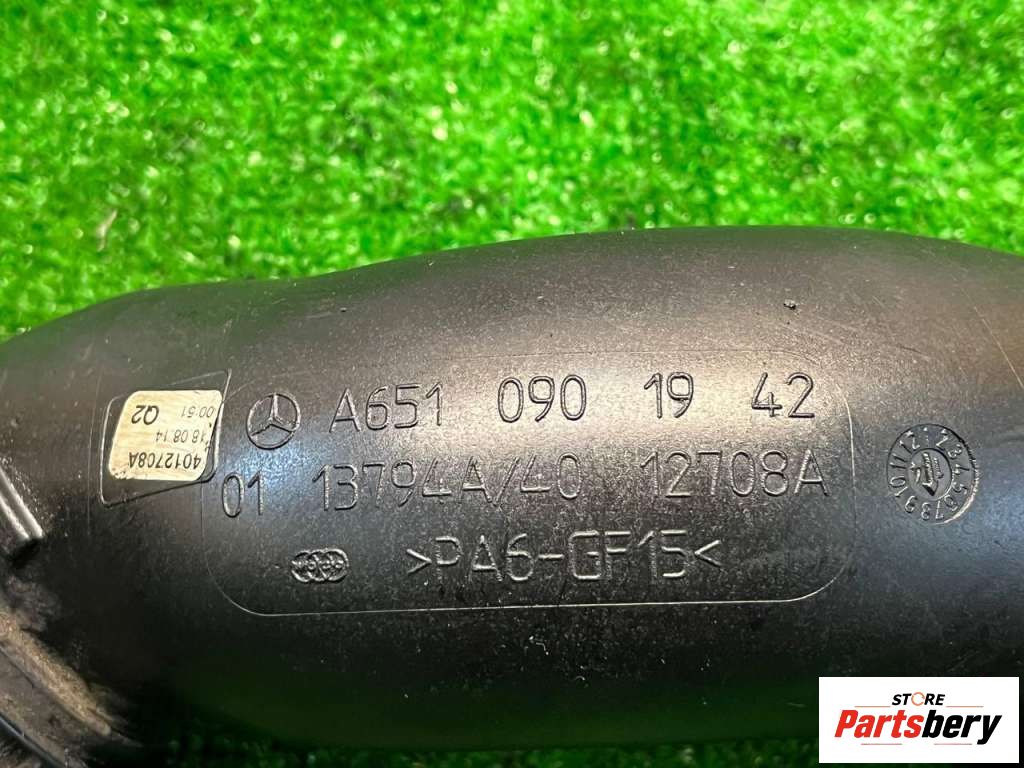 A651 090 19 42
01 13794A/40 12708A
>PA6-GF15<
4012708A
18.08.14 Q2
00:51
STORE
Partsbery